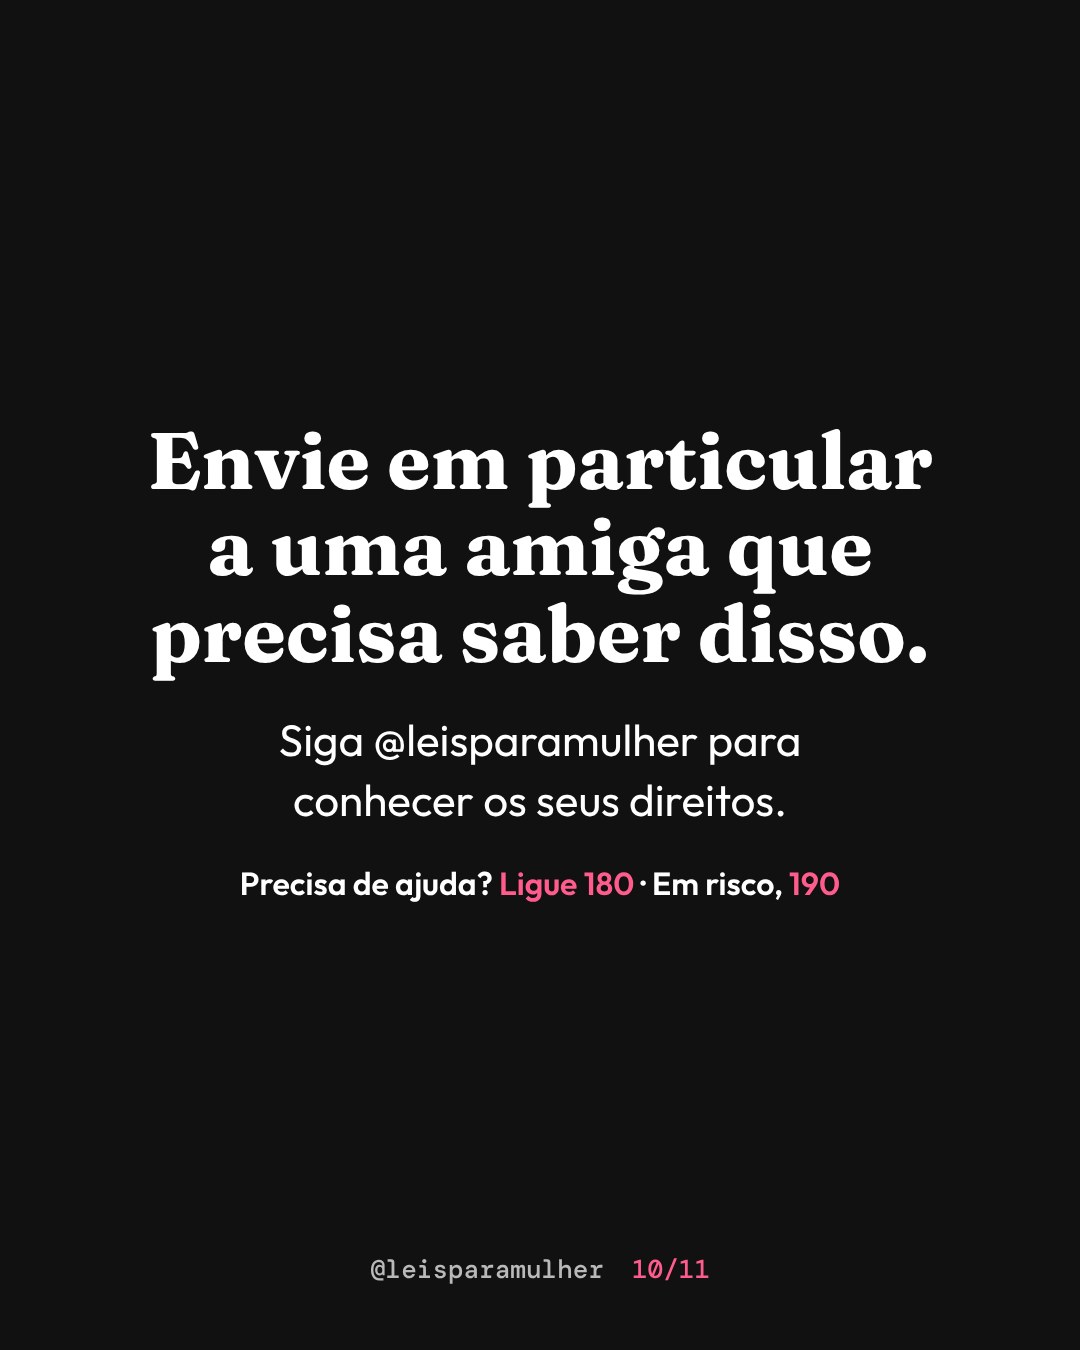 Envie em particular
a uma amiga que
precisa saber disso.
Siga @leisparamulher para
conhecer os seus direitos.
Precisa de ajuda? Ligue 180 · Em risco, 190
@leisparamulher 10/11